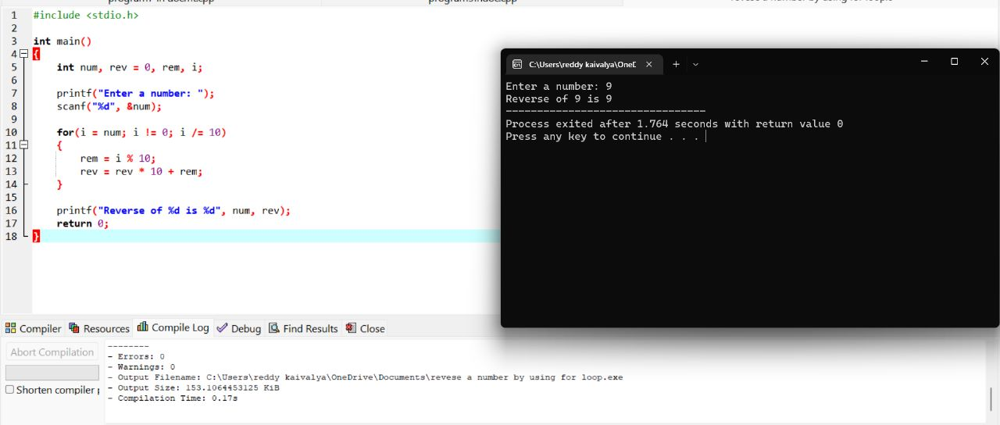 1 #include <stdio.h>
2
3 int main()
4 {
5 int num, rev = 0, rem, i;
6
7 printf("Enter a number: ");
8 scanf("%d", &num);
9
10 for(i = num; i != 0; i /= 10)
11 {
12 rem = i % 10;
13 rev = rev * 10 + rem;
14 }
15
16 printf("Reverse of %d is %d", num, rev);
17 return 0;
18 }
C:\Users\reddy kaivalya\OneD
Enter a number: 9
Reverse of 9 is 9
--------------------------------
Process exited after 1.764 seconds with return value 0
Press any key to continue . . .
Compiler Resources Compile Log Debug Find Results Close
Abort Compilation
Shorten compiler
--------
- Errors: 0
- Warnings: 0
- Output Filename: C:\Users\reddy kaivalya\OneDrive\Documents\revese a number by using for loop.exe
- Output Size: 153.1064453125 KiB
- Compilation Time: 0.17s